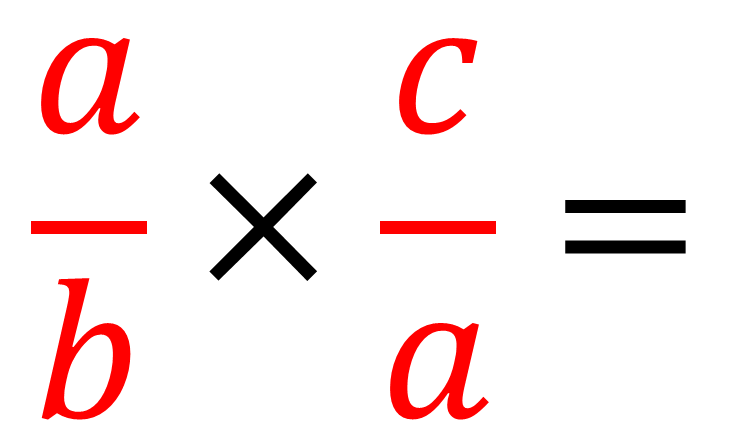 a/b × c/a =